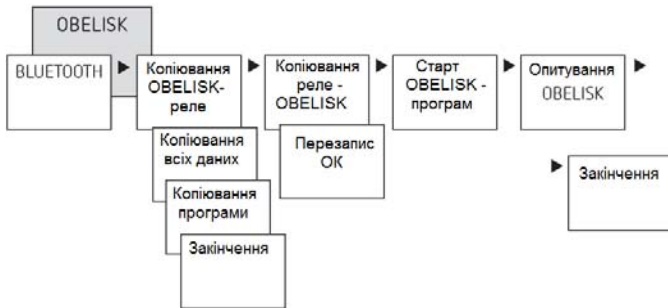 OBELISK
BLUETOOTH
Копіювання
OBELISK-
реле
Копіювання
всіх даних
Копіювання
програми
Закінчення
Копіювання
реле -
OBELISK
Перезапис
ОК
Старт
OBELISK -
програм
Опитування
OBELISK
Закінчення